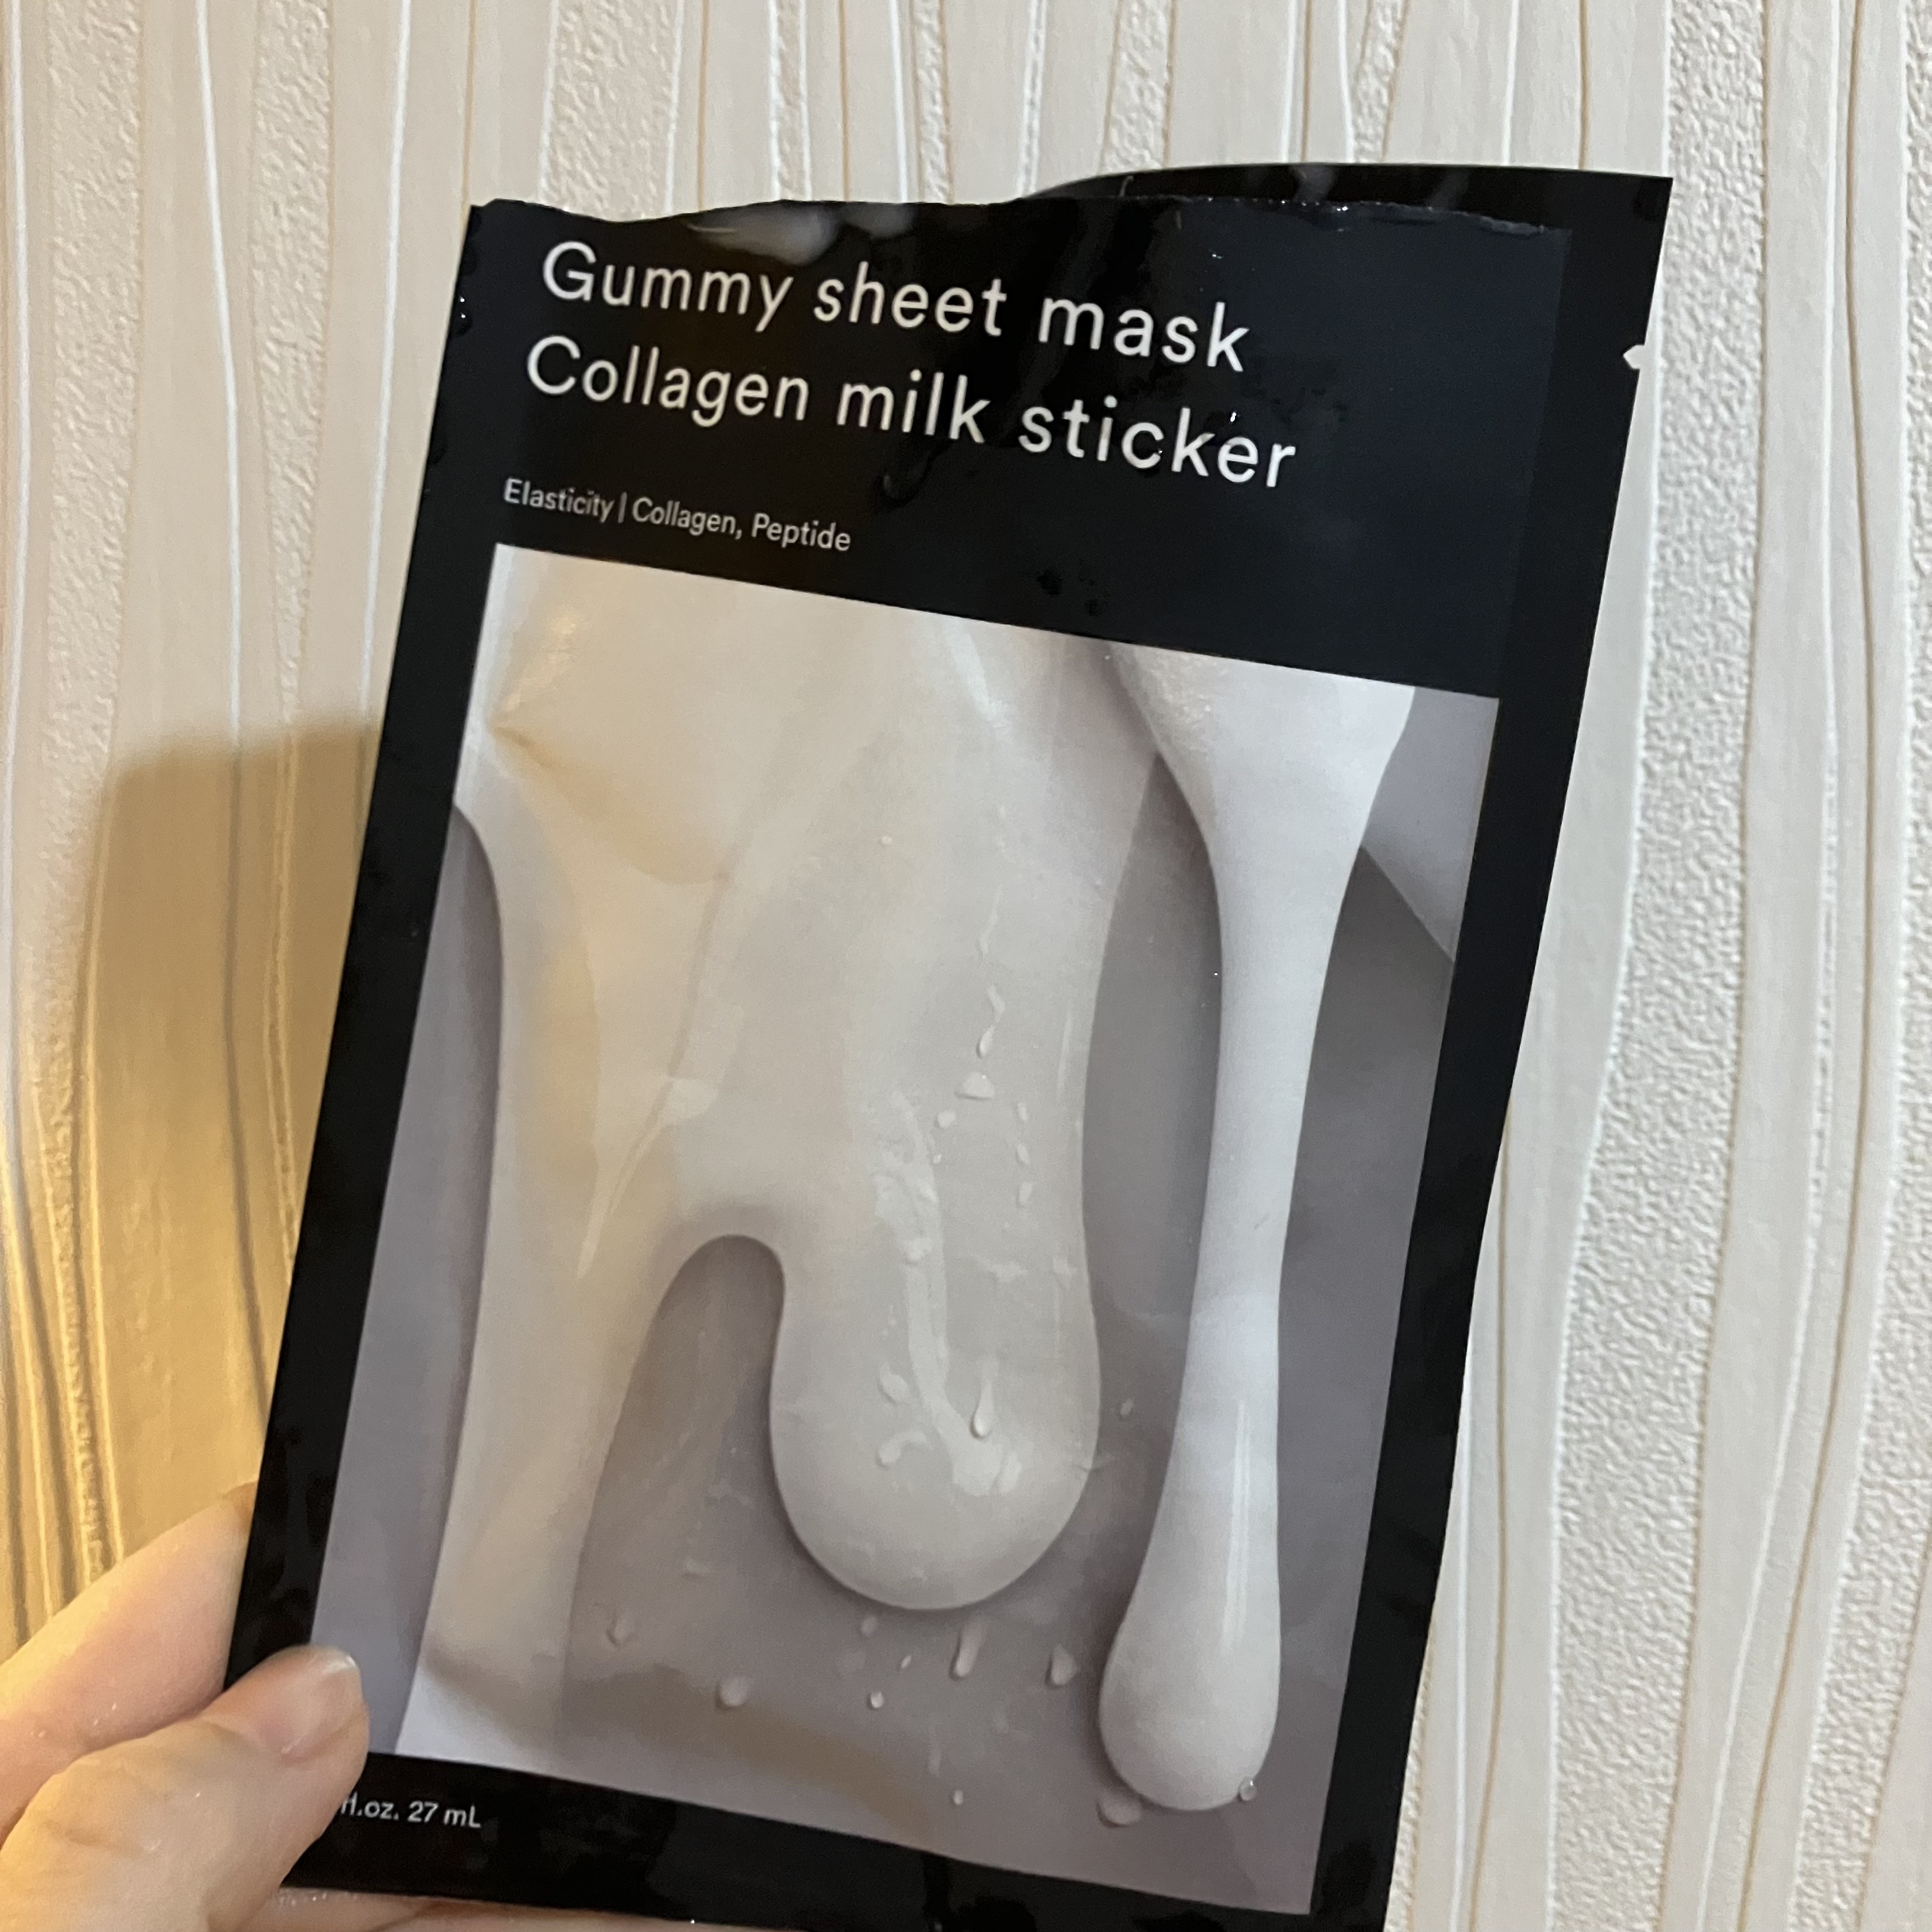 Gummy sheet mask
Collagen milk sticker
Elasticity | Collagen, Peptide
fl.oz. 27 mL